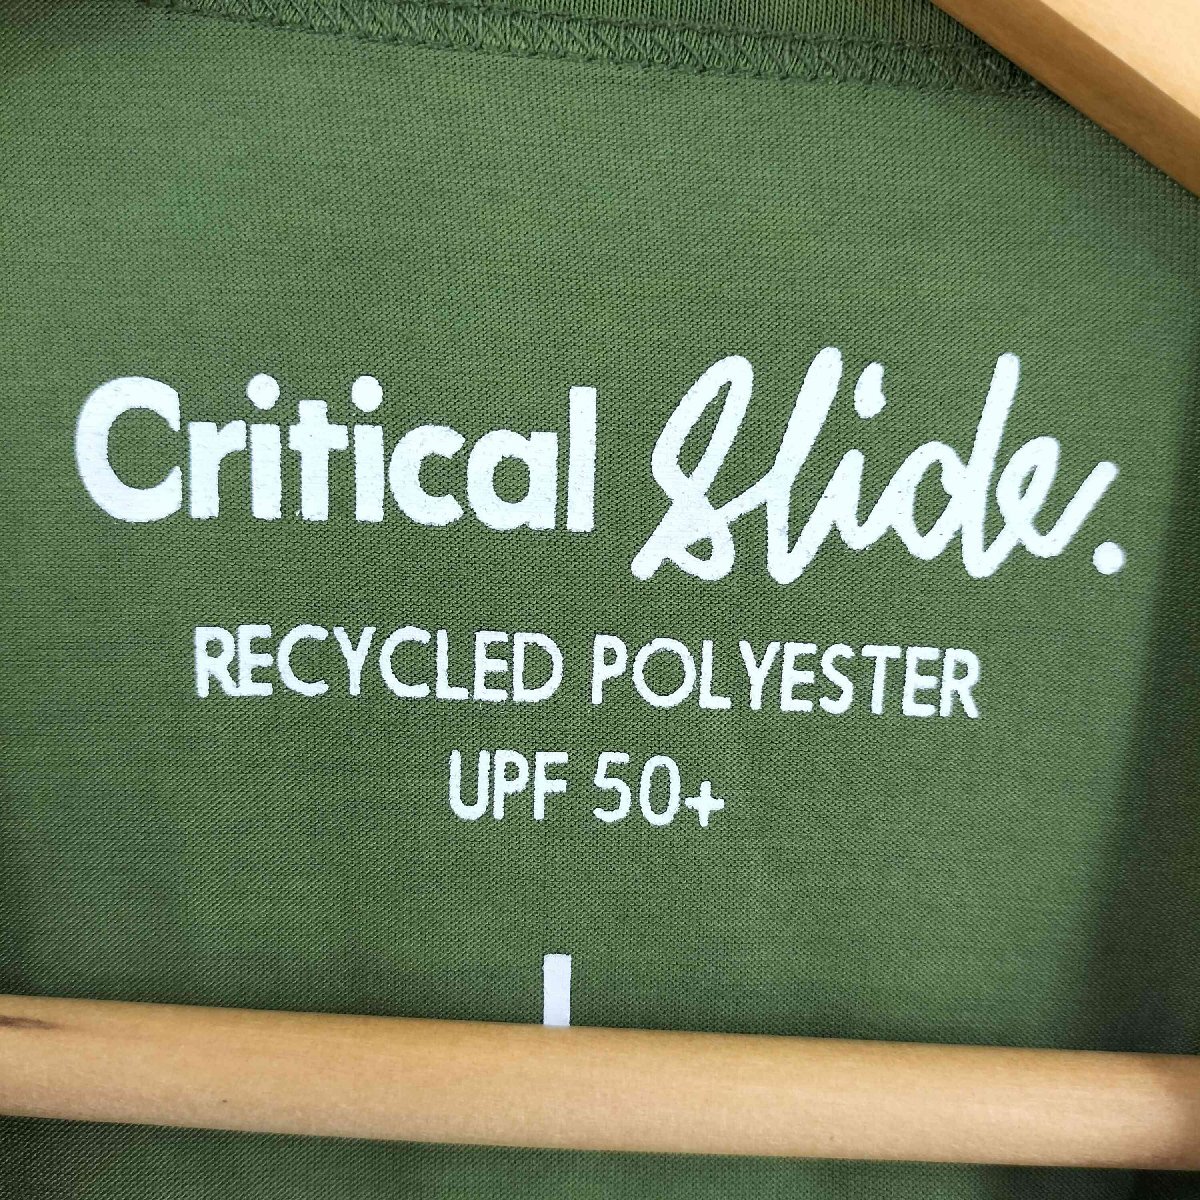 Critical Slide.
RECYCLED POLYESTER
UPF 50+